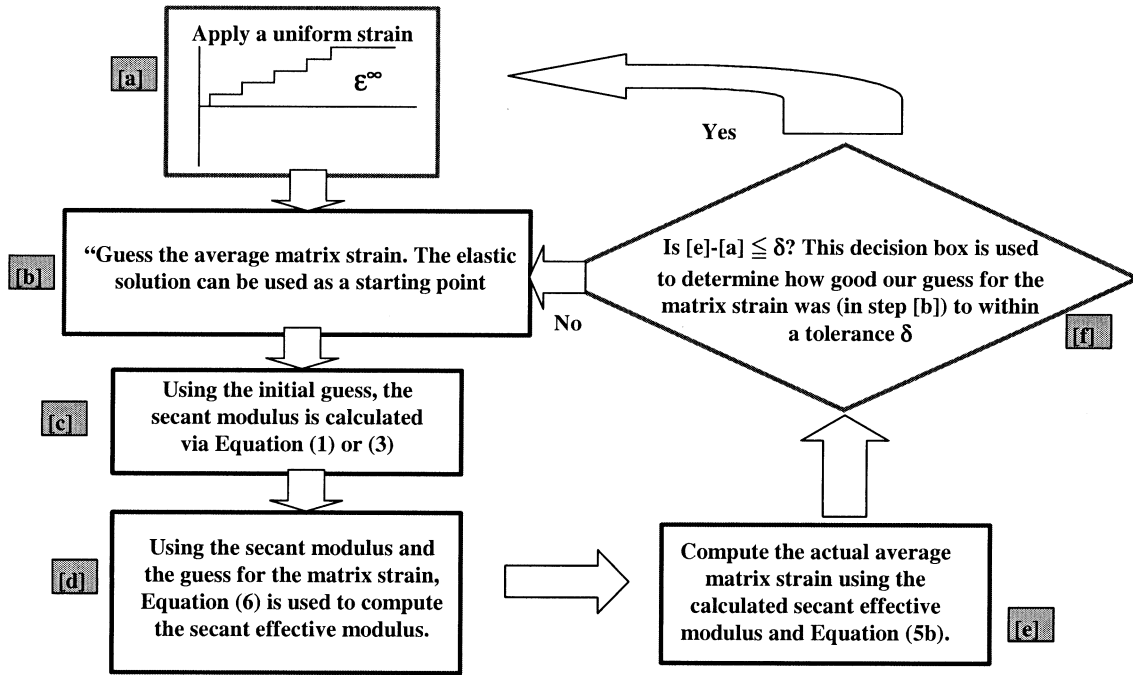 Apply a uniform strain
ε∞
[a]
“Guess the average matrix strain. The elastic
solution can be used as a starting point
[b]
Using the initial guess, the
secant modulus is calculated
via Equation (1) or (3)
[c]
Using the secant modulus and
the guess for the matrix strain,
Equation (6) is used to compute
the secant effective modulus.
[d]
Compute the actual average
matrix strain using the
calculated secant effective
modulus and Equation (5b).
[e]
Is [e]-[a] ≦ δ? This decision box is used
to determine how good our guess for the
matrix strain was (in step [b]) to within
a tolerance δ
[f]
Yes
No